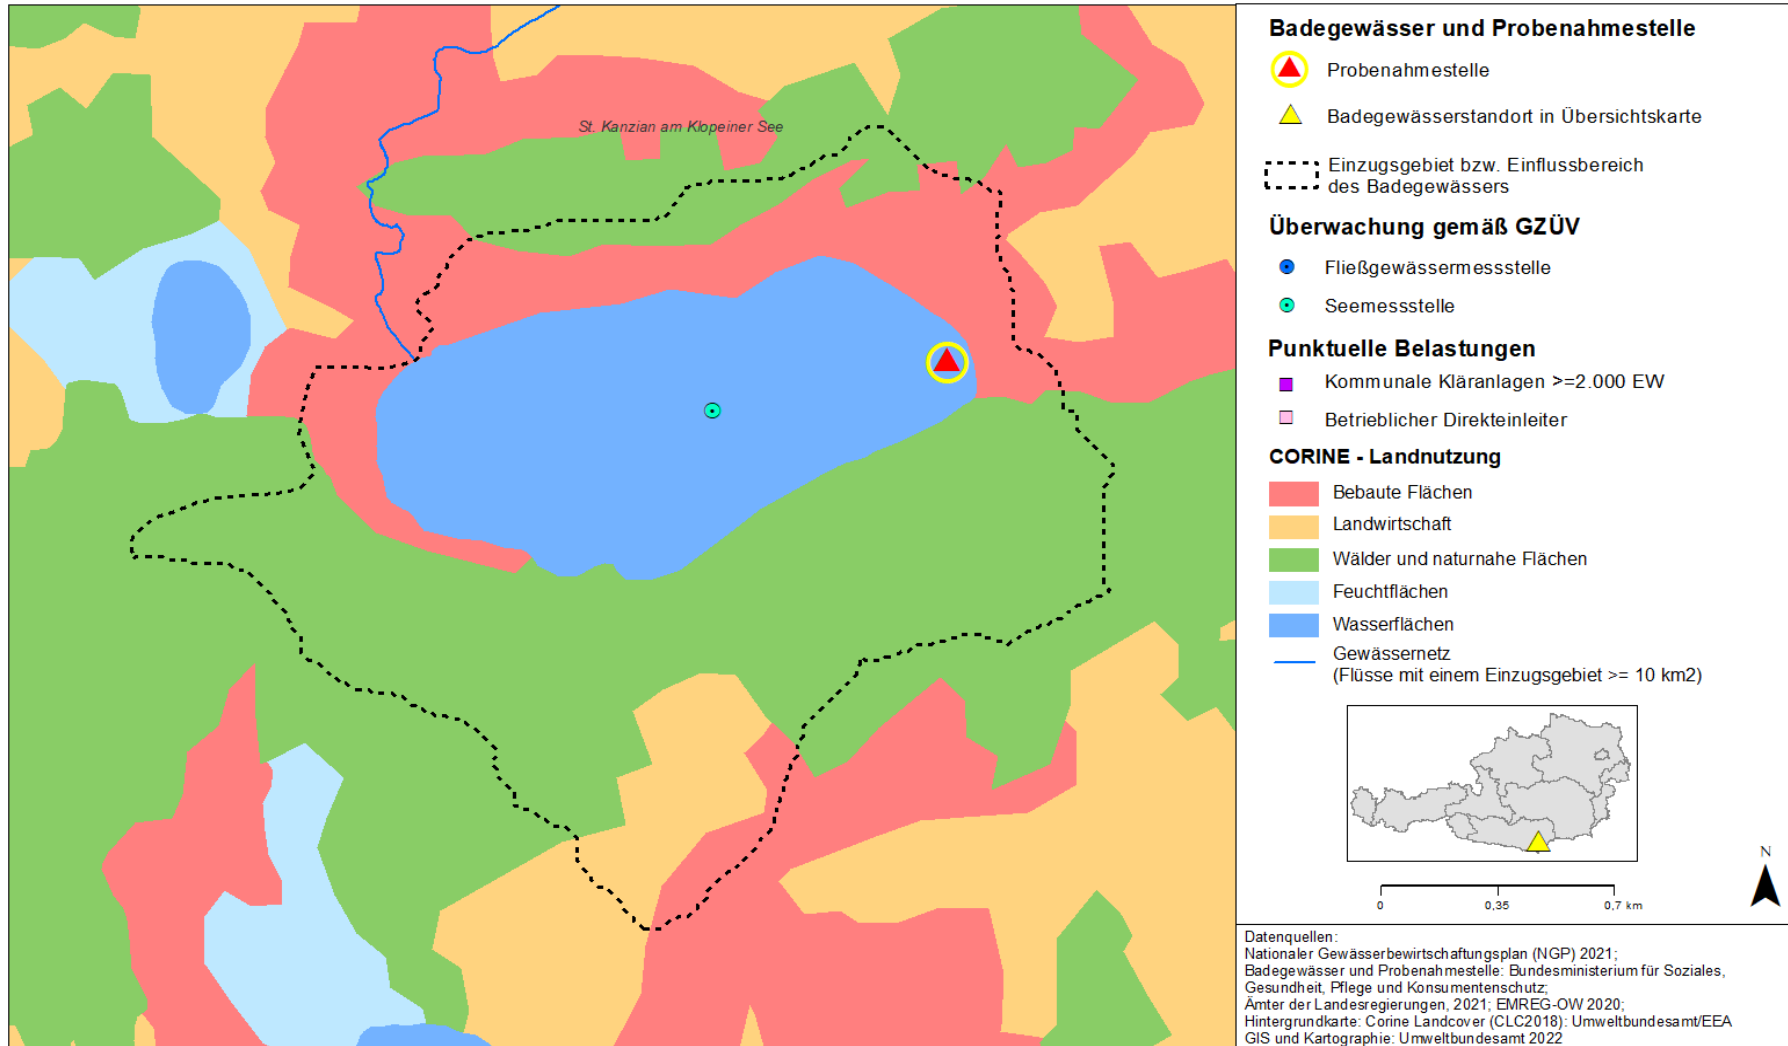 St. Kanzian am Klopeiner See
Badegewässer und Probenahmestelle
Probenahmestelle
Badegewässerstandort in Übersichtskarte
Einzugsgebiet bzw. Einflussbereich
des Badegewässers
Überwachung gemäß GZÜV
Fließgewässermessstelle
Seemessstelle
Punktuelle Belastungen
Kommunale Kläranlagen >=2.000 EW
Betrieblicher Direkteinleiter
CORINE - Landnutzung
Bebaute Flächen
Landwirtschaft
Wälder und naturnahe Flächen
Feuchtflächen
Wasserflächen
Gewässernetz
(Flüsse mit einem Einzugsgebiet >= 10 km2)
N
0 0,35 0,7 km
Datenquellen:
Nationaler Gewässerbewirtschaftungsplan (NGP) 2021;
Badegewässer und Probenahmestelle: Bundesministerium für Soziales,
Gesundheit, Pflege und Konsumentenschutz;
Ämter der Landesregierungen, 2021; EMREG-OW 2020;
Hintergrundkarte: Corine Landcover (CLC2018): Umweltbundesamt/EEA
GIS und Kartographie: Umweltbundesamt 2022